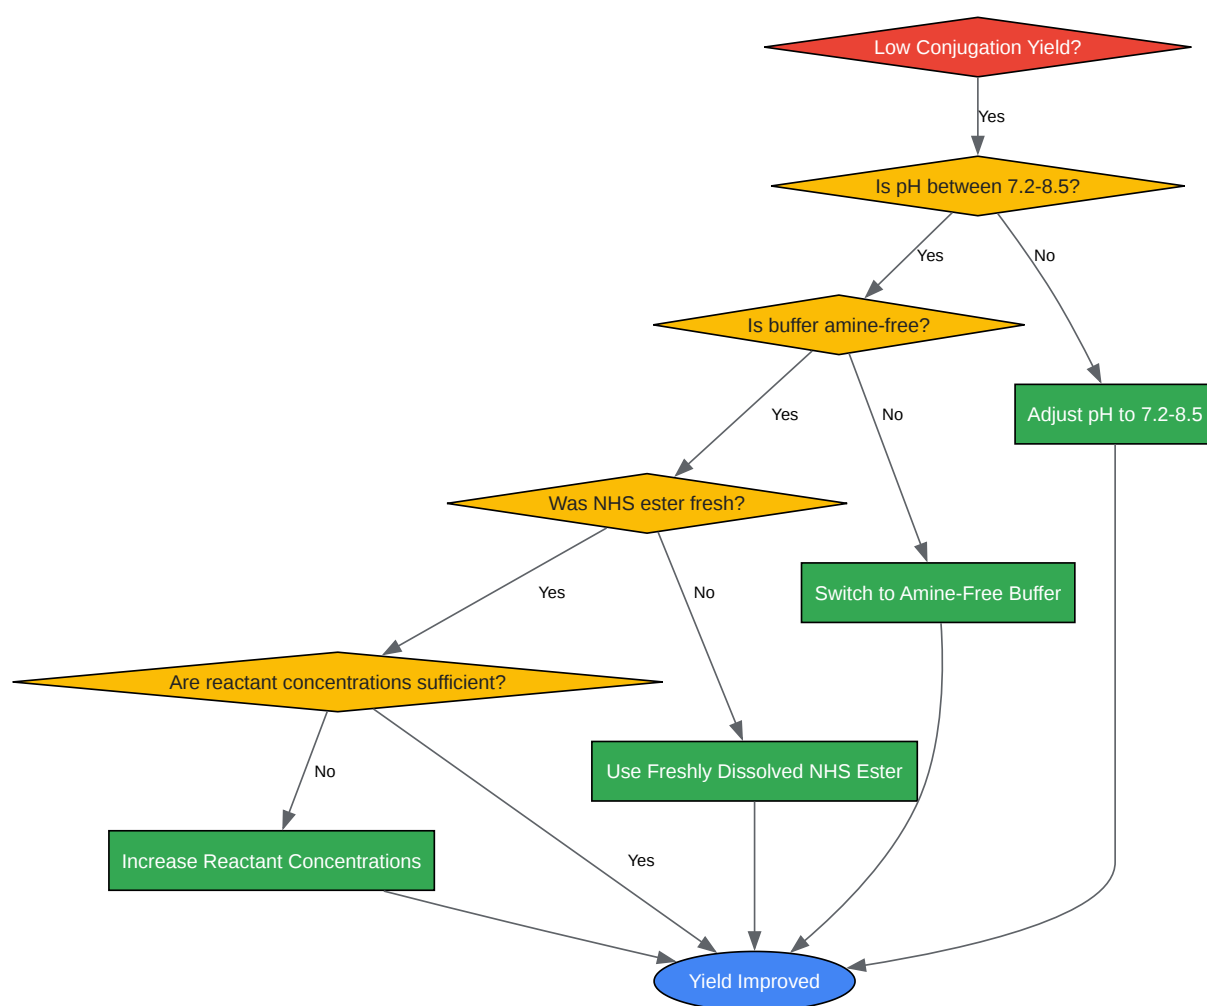 Low Conjugation Yield?
Yes
Is pH between 7.2-8.5?
Yes
No
Is buffer amine-free?
Yes
No
Adjust pH to 7.2-8.5
Was NHS ester fresh?
Yes
No
Switch to Amine-Free Buffer
Are reactant concentrations sufficient?
No
Use Freshly Dissolved NHS Ester
Increase Reactant Concentrations
Yes
Yield Improved